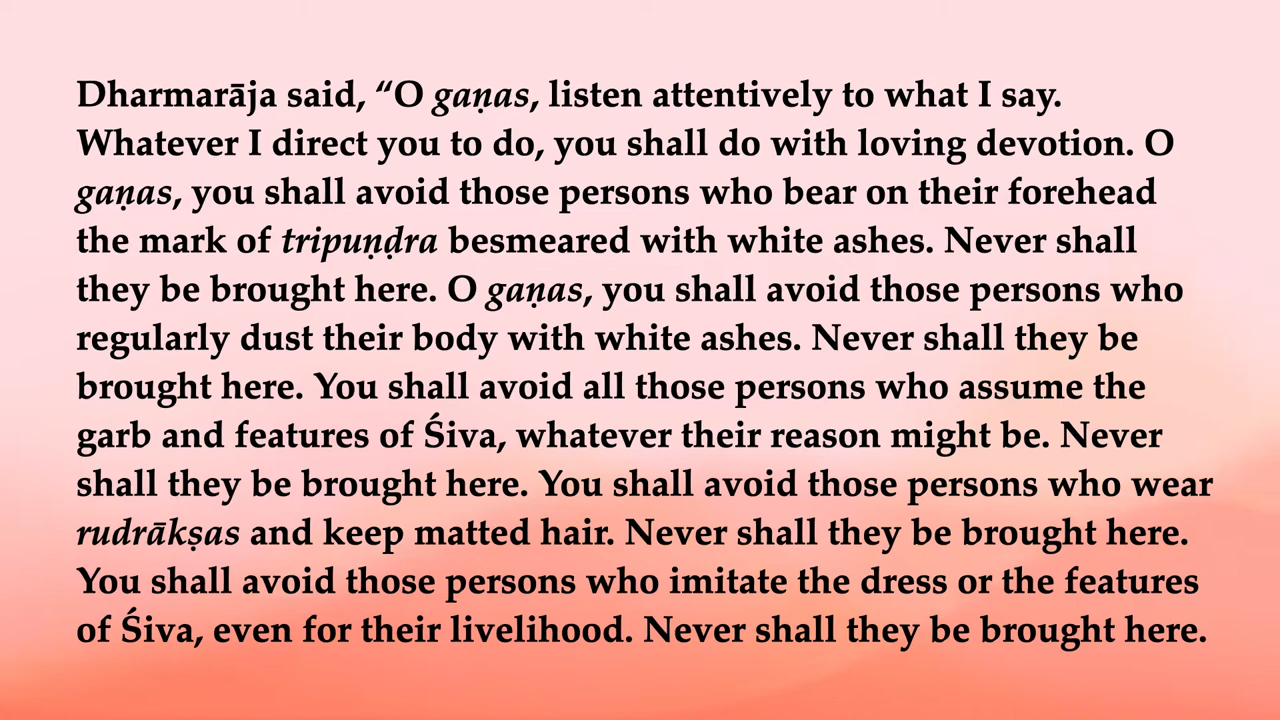 Dharmarāja said, “O gaṇas, listen attentively to what I say.
Whatever I direct you to do, you shall do with loving devotion. O
gaṇas, you shall avoid those persons who bear on their forehead
the mark of tripuṇḍra besmeared with white ashes. Never shall
they be brought here. O gaṇas, you shall avoid those persons who
regularly dust their body with white ashes. Never shall they be
brought here. You shall avoid all those persons who assume the
garb and features of Śiva, whatever their reason might be. Never
shall they be brought here. You shall avoid those persons who wear
rudrākṣas and keep matted hair. Never shall they be brought here.
You shall avoid those persons who imitate the dress or the features
of Śiva, even for their livelihood. Never shall they be brought here.